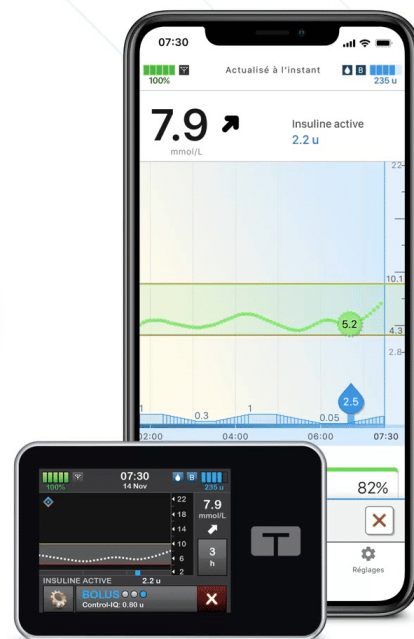 07:30
100%
Actualisé à l'instant
B
235 u
7.9
mmol/L
Insuline active
2.2 u
22
10.1
5.2
4.3
2.8
2.5
1
0.3
1
0.05
02:00
04:00
06:00
07:30
82%
Réglages
100%
07:30
14 Nov
B
235 u
22
18
14
10
6
2
7.9
mmol/L
3
h
INSULINE ACTIVE
2.2 u
BOLUS
Control-IQ: 0.80 u
X
T